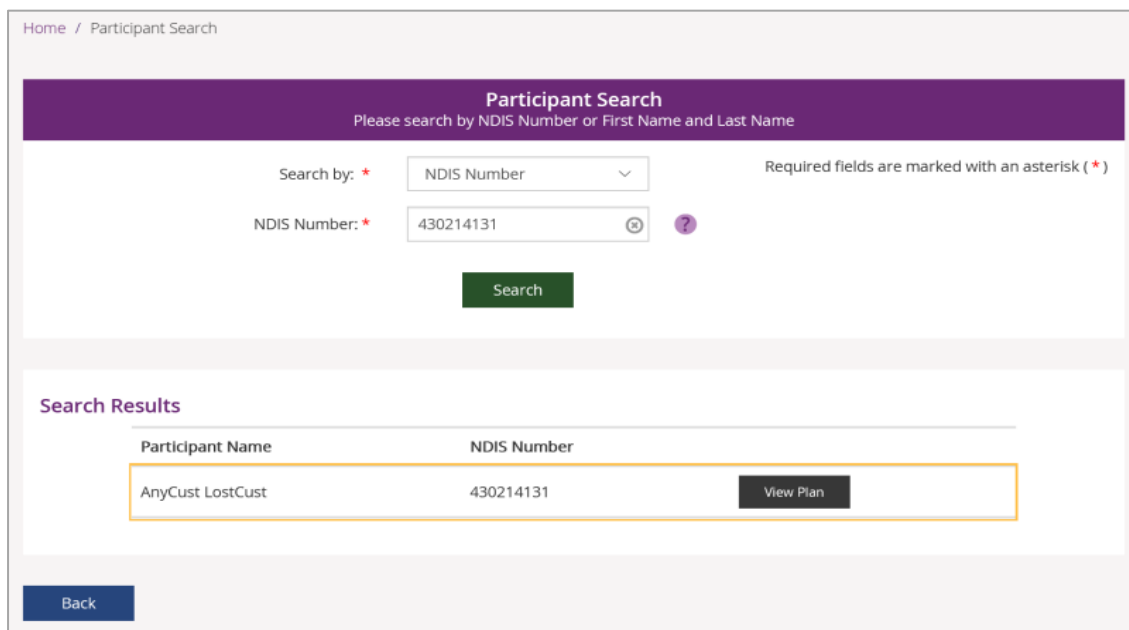 Home / Participant Search
Participant Search
Please search by NDIS Number or First Name and Last Name
Search by: * NDIS Number Required fields are marked with an asterisk ( * )
NDIS Number: * 430214131 ?
Search
Search Results
Participant Name NDIS Number
AnyCust LostCust 430214131 View Plan
Back